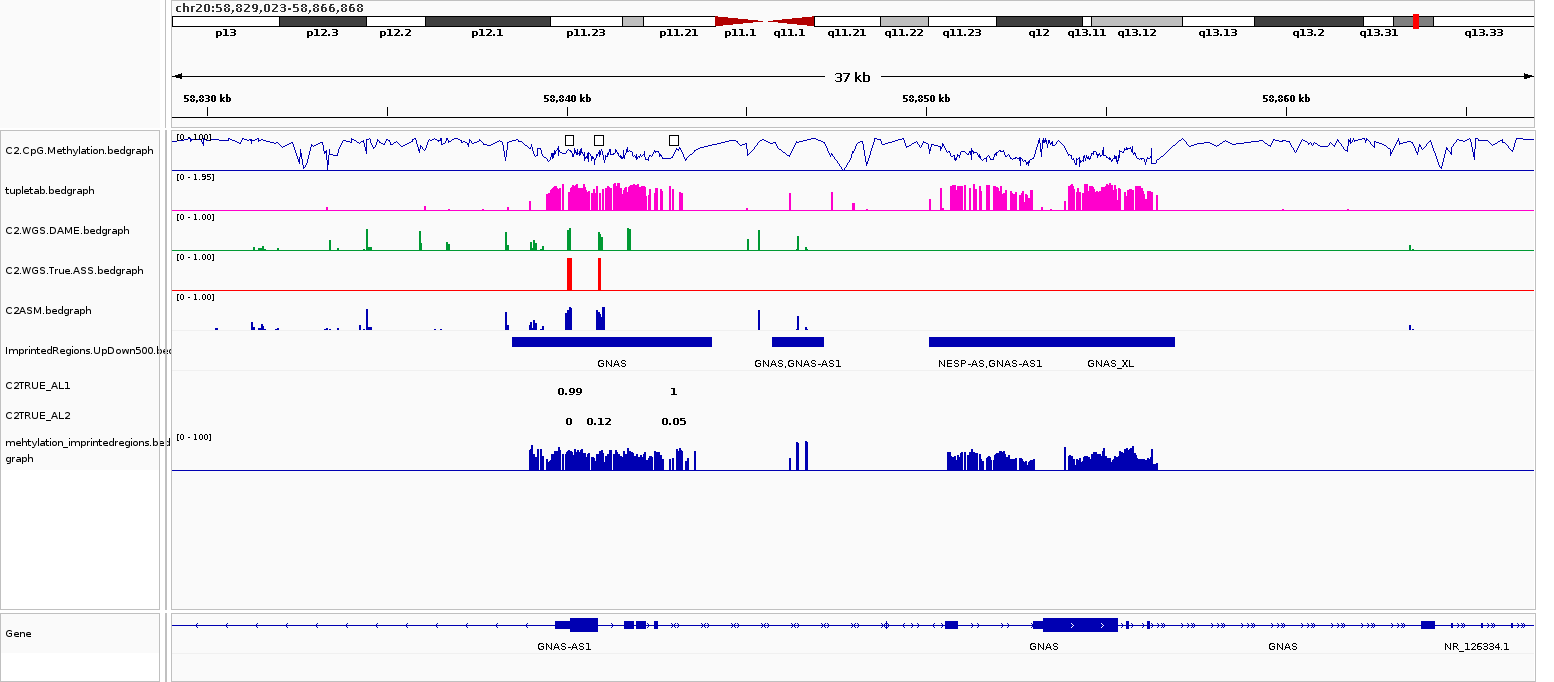 chr20:58,829,023-58,866,868
p13 p12.3 p12.2 p12.1 p11.23 p11.21 p11.1 q11.1 q11.21 q11.22 q11.23 q12 q13.11 q13.12 q13.13 q13.2 q13.31 q13.33
37 kb
58,830 kb 58,840 kb 58,850 kb 58,860 kb
[0 - 100]
C2.CpG.Methylation.bedgraph
[0 - 1.95]
tupletab.bedgraph
[0 - 1.00]
C2.WGS.DAME.bedgraph
[0 - 1.00]
C2.WGS.True.ASS.bedgraph
[0 - 1.00]
C2ASM.bedgraph
ImprintedRegions.UpDown500.bec
GNAS GNAS,GNAS-AS1 NESP-AS,GNAS-AS1 GNAS_XL
C2TRUE_AL1
0.99 1
C2TRUE_AL2
0 0.12 0.05
[0 - 100]
mehtylation_imprintedregions.bed
graph
Gene
GNAS-AS1 GNAS GNAS NR_126334.1